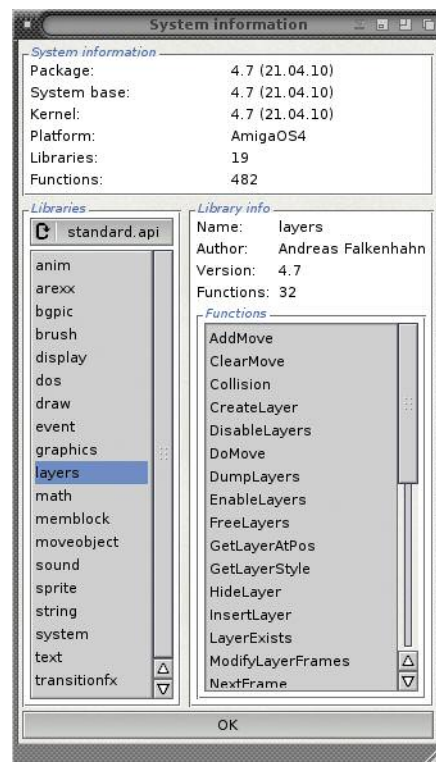 System information
System information
Package: 4.7 (21.04.10)
System base: 4.7 (21.04.10)
Kernel: 4.7 (21.04.10)
Platform: AmigaOS4
Libraries: 19
Functions: 482
Libraries
standard.api
anim
arexx
bgpic
brush
display
dos
draw
event
graphics
layers
math
memblock
moveobject
sound
sprite
string
system
text
transitionfx
Library info
Name: layers
Author: Andreas Falkenhahn
Version: 4.7
Functions: 32
Functions
AddMove
ClearMove
Collision
CreateLayer
DisableLayers
DoMove
DumpLayers
EnableLayers
FreeLayers
GetLayerAtPos
GetLayerStyle
HideLayer
InsertLayer
LayerExists
ModifyLayerFrames
NextFrame
OK